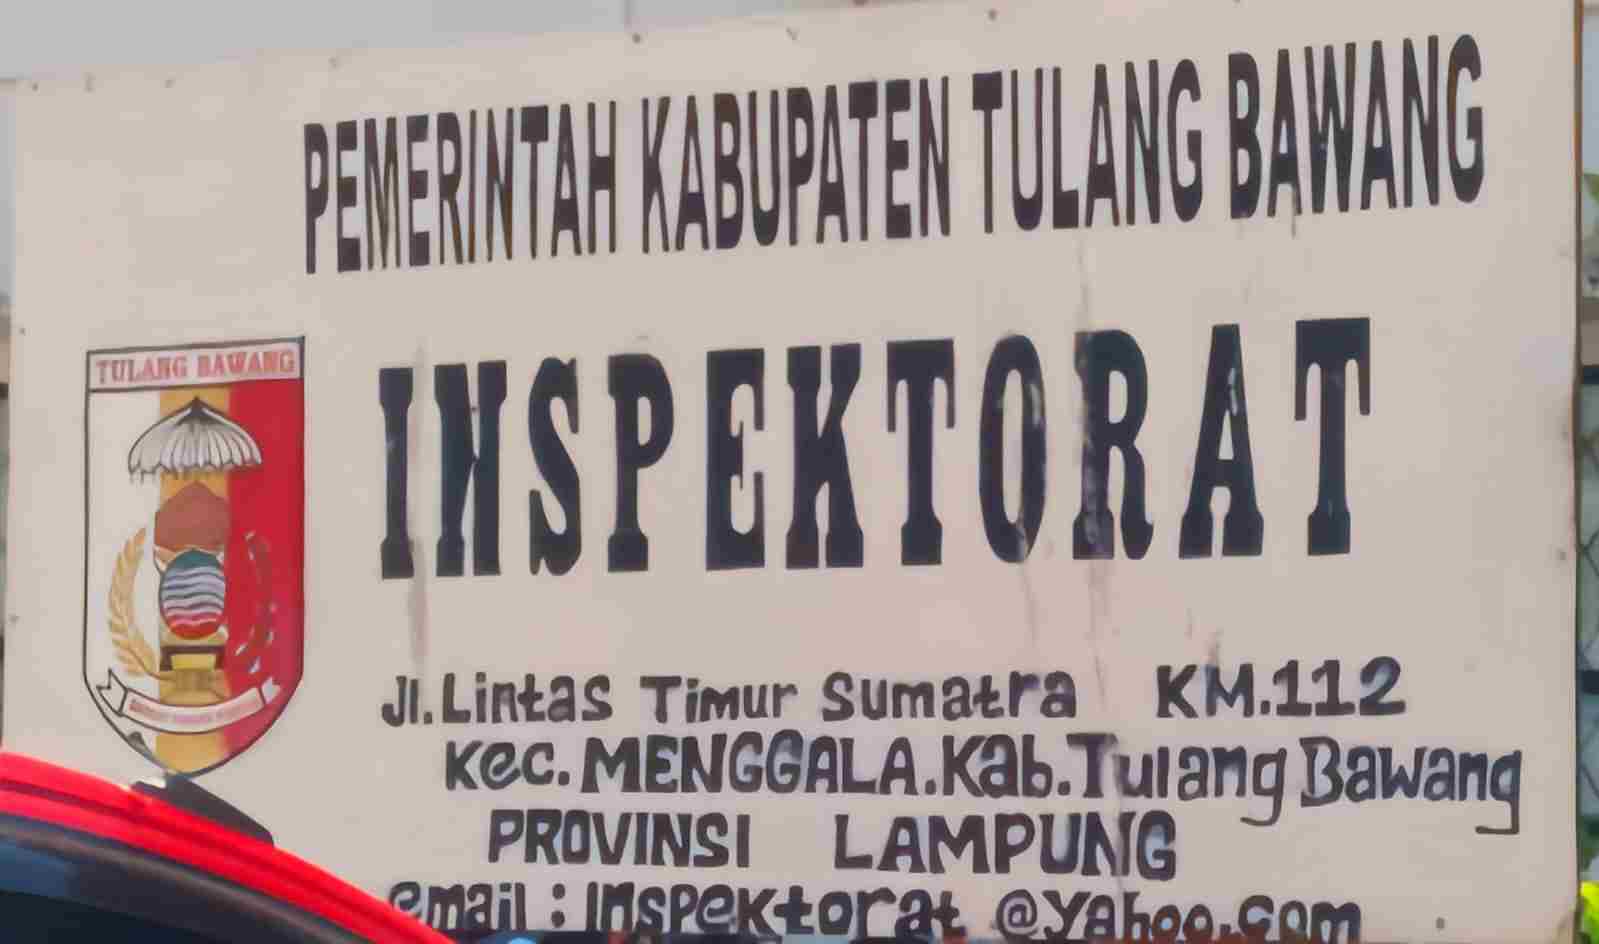 PEMERINTAH KABUPATEN TULANG BAWANG
TULANG BAWANG
INSPEKTORAT
Jl. Lintas Timur Sumatra KM.112
Kec. MENGGALA. Kab. Tulang Bawang
PROVINSI LAMPUNG
email : Inspektorat @yahoo.com